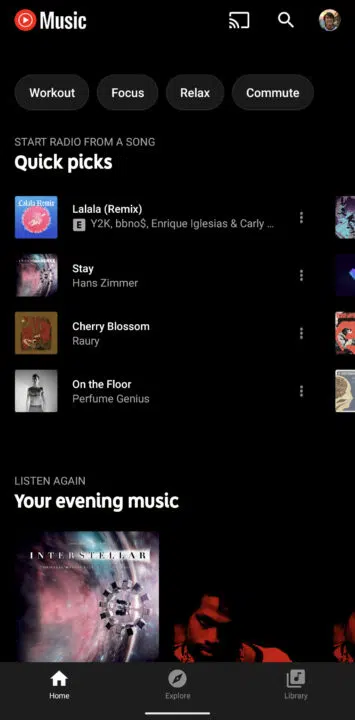 Music
Workout
Focus
Relax
Commute
START RADIO FROM A SONG
Quick picks
Lalala Remix
Lalala (Remix)
E Y2K, bbno$, Enrique Iglesias & Carly ...
Stay
Hans Zimmer
Cherry Blossom
Raury
On the Floor
Perfume Genius
LISTEN AGAIN
Your evening music
INTERSTELLAR
Home
Explore
Library